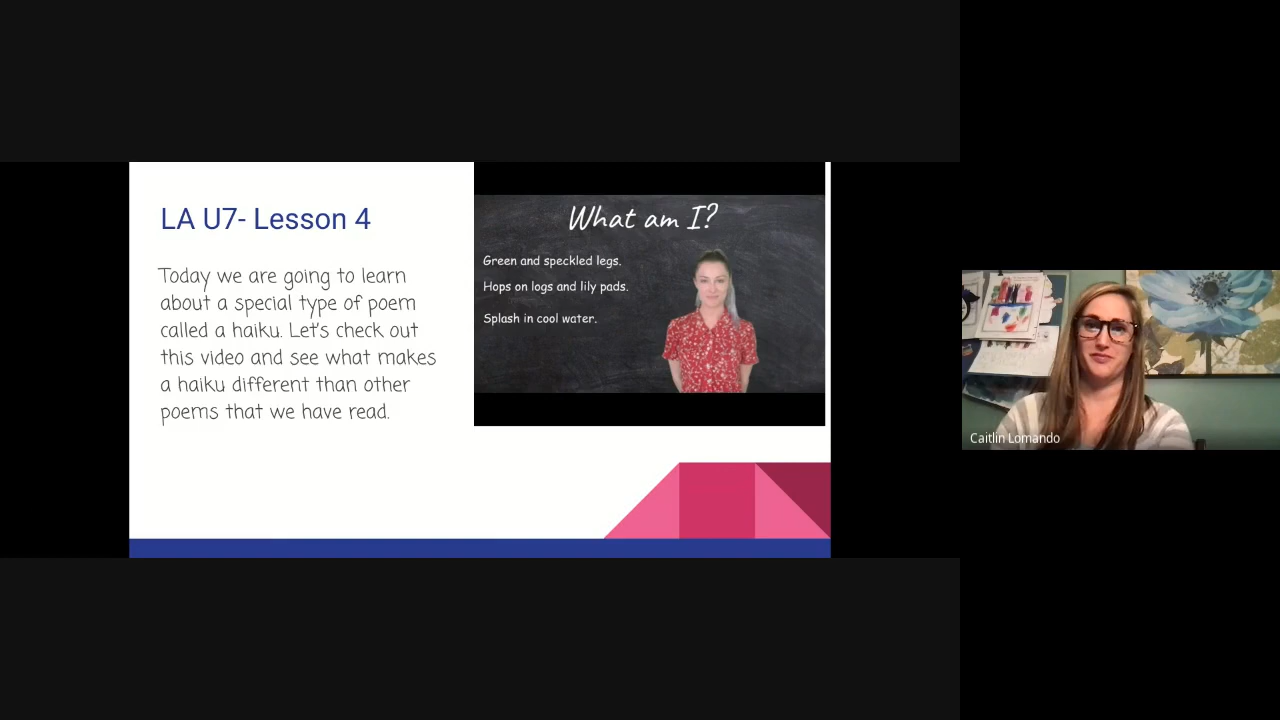 LA U7- Lesson 4
Today we are going to learn
about a special type of poem
called a haiku. Let's check out
this video and see what makes
a haiku different than other
poems that we have read.
What am I?
Green and speckled legs.
Hops on logs and lily pads.
Splash in cool water.
Caitlin Lomando